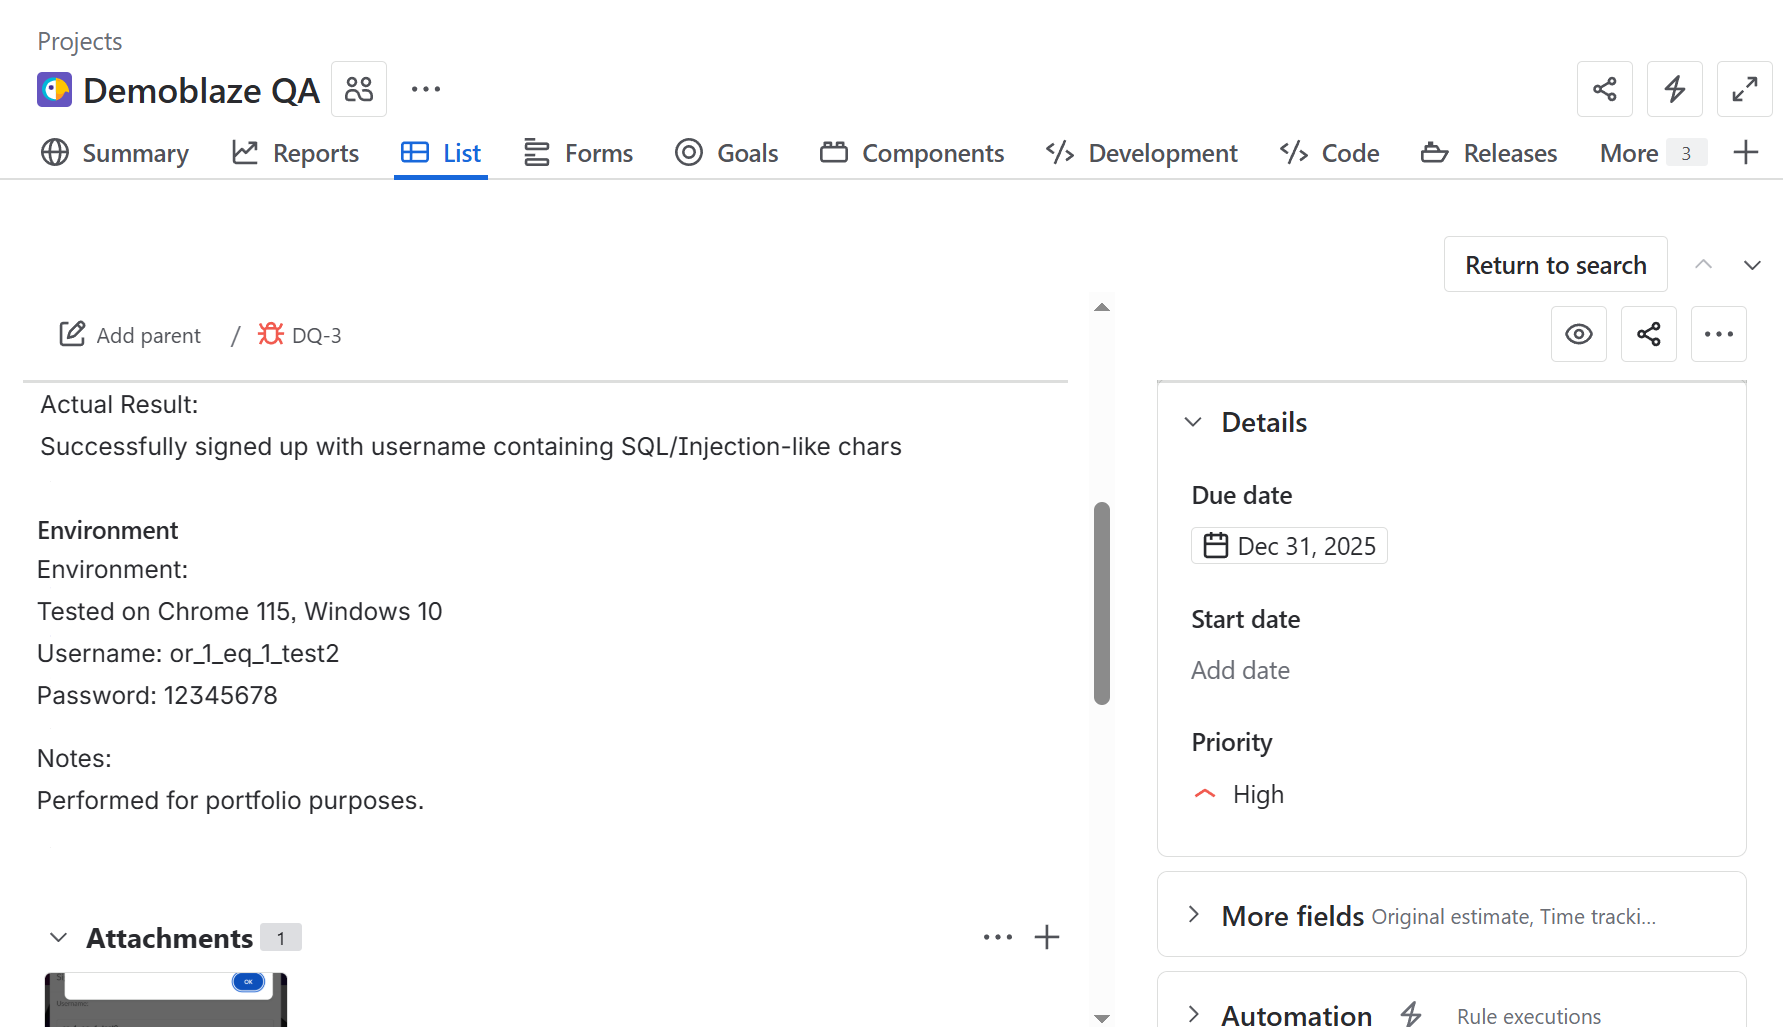 Projects
Demoblaze QA
Summary Reports List Forms Goals Components Development Code Releases More 3
Return to search
Add parent / DQ-3
Actual Result:
Successfully signed up with username containing SQL/Injection-like chars
Environment
Environment:
Tested on Chrome 115, Windows 10
Username: or_1_eq_1_test2
Password: 12345678
Notes:
Performed for portfolio purposes.
Attachments 1
OK
Username:
Details
Due date
Dec 31, 2025
Start date
Add date
Priority
High
More fields Original estimate, Time tracki...
Automation Rule executions